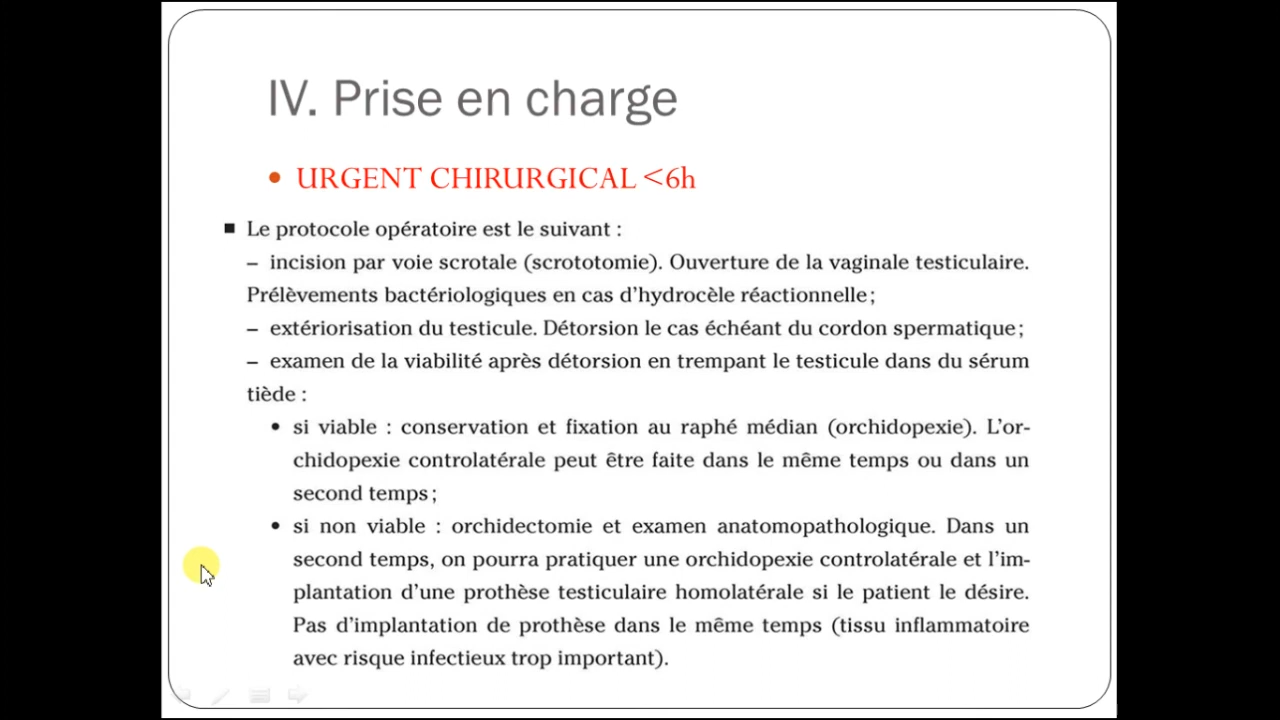 IV. Prise en charge
• URGENT CHIRURGICAL <6h
■ Le protocole opératoire est le suivant :
– incision par voie scrotale (scrototomie). Ouverture de la vaginale testiculaire.
Prélèvements bactériologiques en cas d’hydrocèle réactionnelle ;
– extériorisation du testicule. Détorsion le cas échéant du cordon spermatique ;
– examen de la viabilité après détorsion en trempant le testicule dans du sérum
tiède :
• si viable : conservation et fixation au raphé médian (orchidopexie). L’or-
chidopexie controlatérale peut être faite dans le même temps ou dans un
second temps ;
• si non viable : orchidectomie et examen anatomopathologique. Dans un
second temps, on pourra pratiquer une orchidopexie controlatérale et l’im-
plantation d’une prothèse testiculaire homolatérale si le patient le désire.
Pas d’implantation de prothèse dans le même temps (tissu inflammatoire
avec risque infectieux trop important).